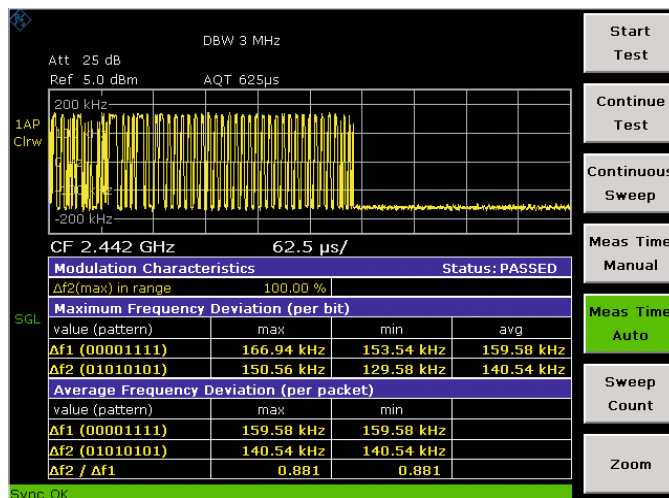 DBW 3 MHz
Att 25 dB
Ref 5.0 dBm AQT 625µs
200 kHz
1AP
Clrw
-200 kHz
CF 2.442 GHz 62.5 µs/
Modulation Characteristics Status: PASSED
Δf2(max) in range 100.00 %
Maximum Frequency Deviation (per bit)
SGL
value (pattern) max min avg
Δf1 (00001111) 166.94 kHz 153.54 kHz 159.58 kHz
Δf2 (01010101) 150.56 kHz 129.58 kHz 140.54 kHz
Average Frequency Deviation (per packet)
value (pattern) max min
Δf1 (00001111) 159.58 kHz 159.58 kHz
Δf2 (01010101) 140.54 kHz 140.54 kHz
Δf2 / Δf1 0.881 0.881
Sync OK
Start
Test
Continue
Test
Continuous
Sweep
Meas Time
Manual
Meas Time
Auto
Sweep
Count
Zoom